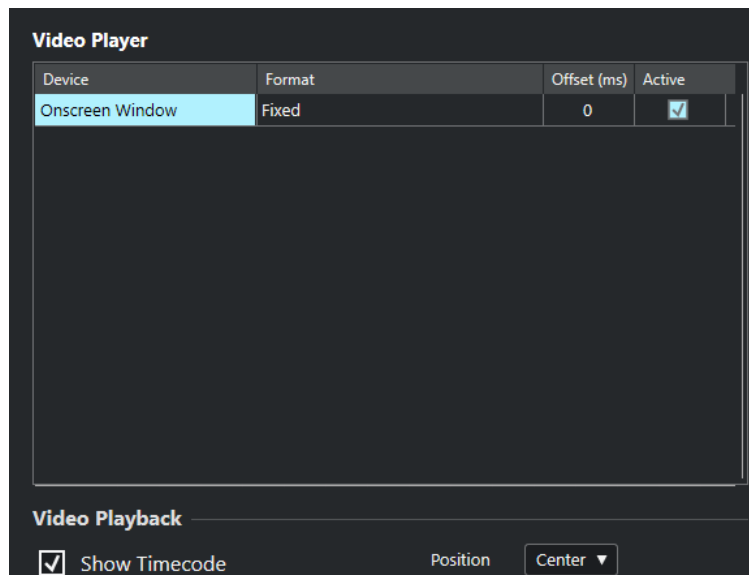 Video Player
Device Format Offset (ms) Active
Onscreen Window Fixed 0
Video Playback
Show Timecode Position Center ▼